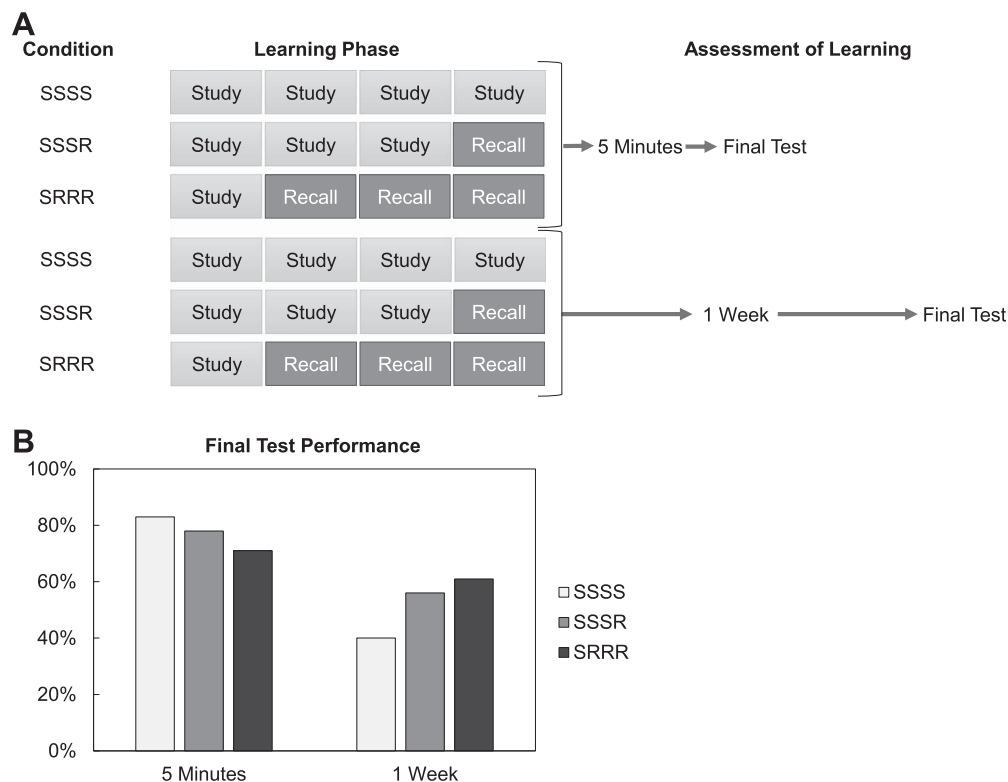 A
Condition Learning Phase Assessment of Learning
SSSS Study Study Study Study
SSSR Study Study Study Recall
5 Minutes Final Test
SRRR Study Recall Recall Recall
SSSS Study Study Study Study
SSSR Study Study Study Recall
1 Week Final Test
SRRR Study Recall Recall Recall
B
Final Test Performance
100%
80%
60%
40%
20%
0%
5 Minutes 1 Week
SSSS
SSSR
SRRR